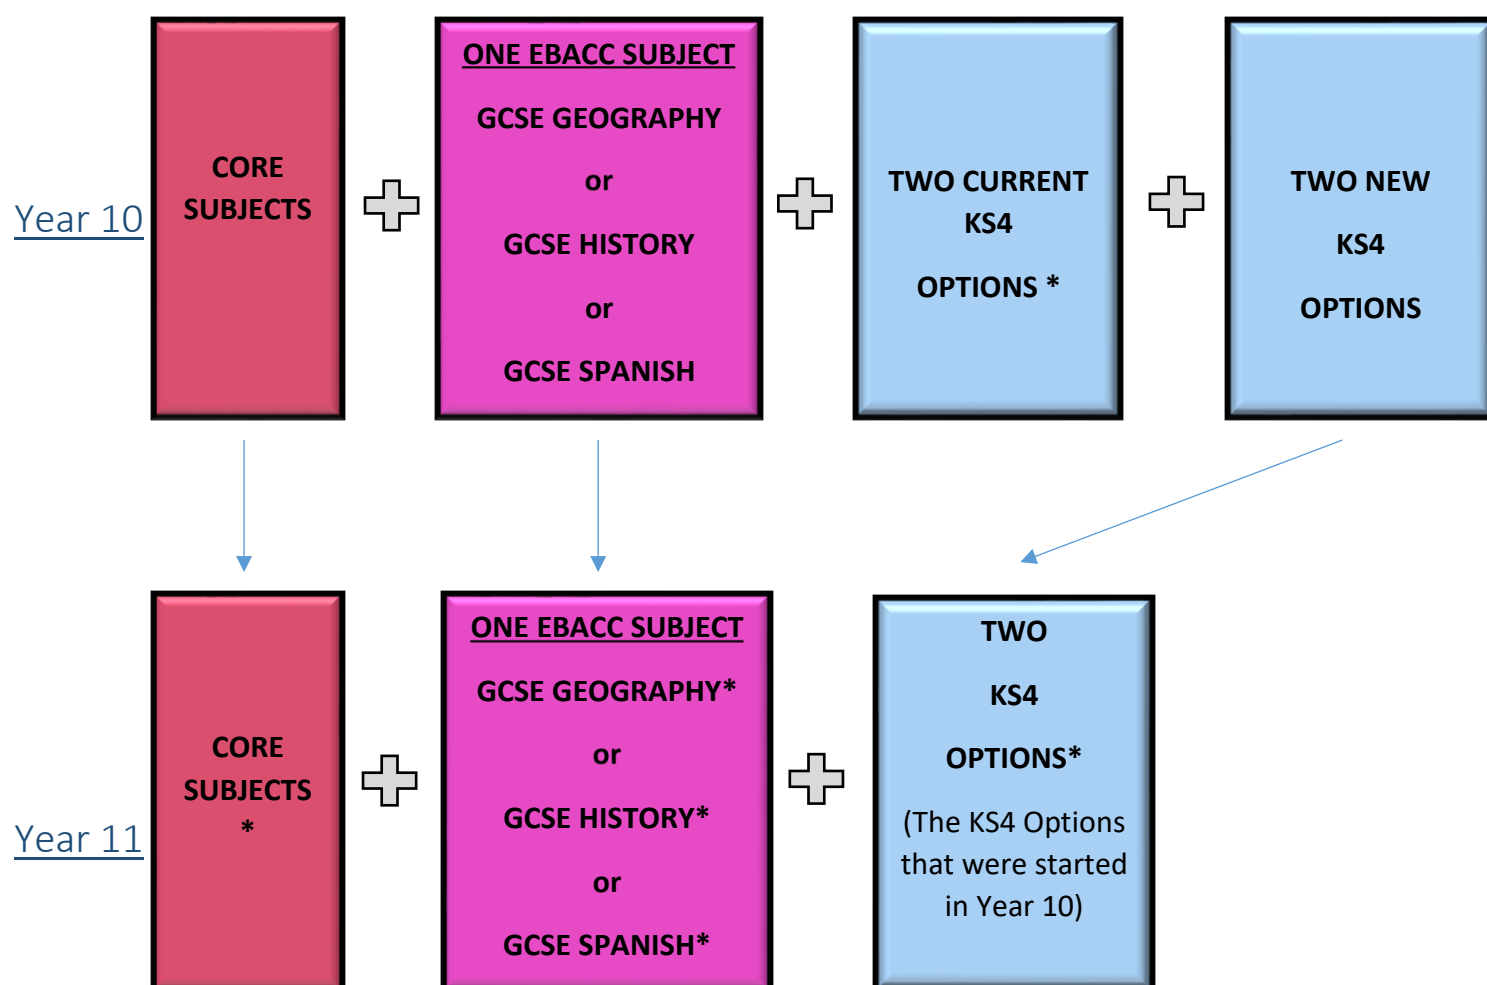 Year 10
CORE
SUBJECTS
ONE EBACC SUBJECT
GCSE GEOGRAPHY
or
GCSE HISTORY
or
GCSE SPANISH
TWO CURRENT
KS4
OPTIONS *
TWO NEW
KS4
OPTIONS
Year 11
CORE
SUBJECTS
*
ONE EBACC SUBJECT
GCSE GEOGRAPHY*
or
GCSE HISTORY*
or
GCSE SPANISH*
TWO
KS4
OPTIONS*
(The KS4 Options
that were started
in Year 10)